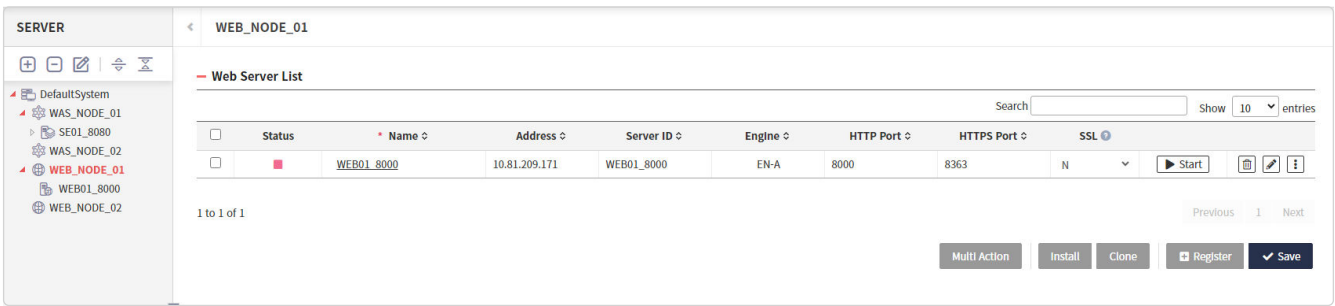 SERVER
WEB_NODE_01
DefaultSystem
WAS_NODE_01
SE01_8080
WAS_NODE_02
WEB_NODE_01
WEB01_8000
WEB_NODE_02
Web Server List
Search Show 10 entries
Status * Name Address Server ID Engine HTTP Port HTTPS Port SSL
WEB01_8000 10.81.209.171 WEB01_8000 EN-A 8000 8363 N Start
1 to 1 of 1
Previous 1 Next
Multi Action Install Clone Register Save